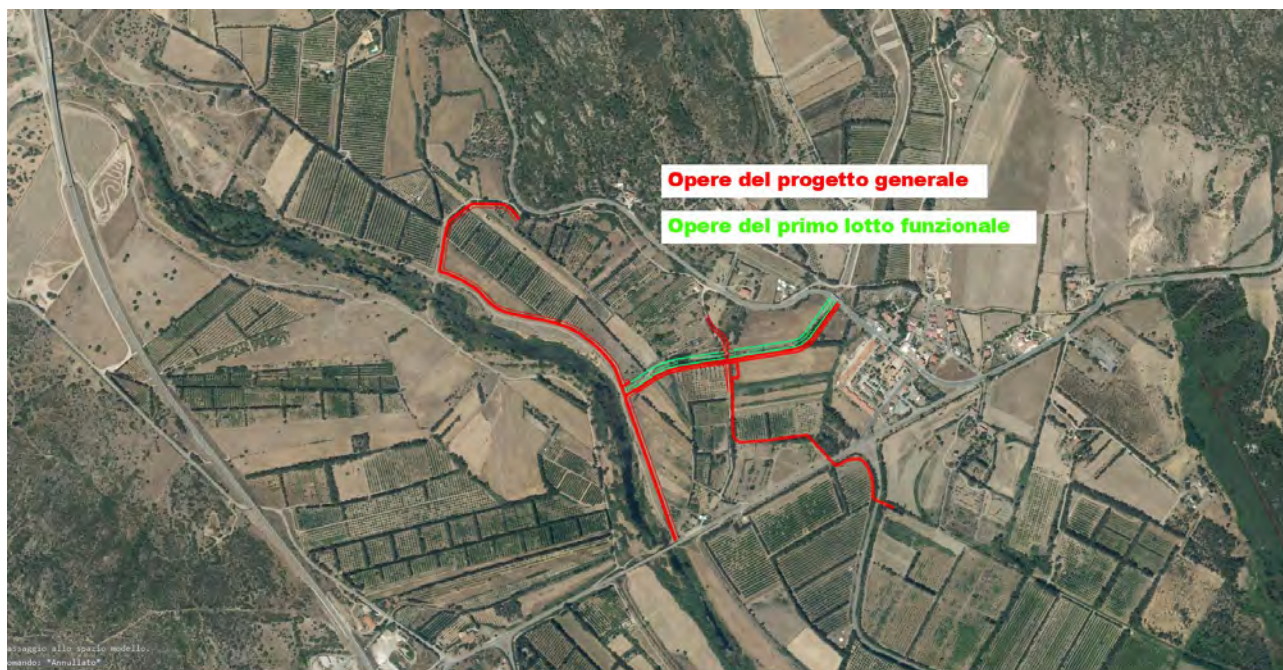 Opere del progetto generale
Opere del primo lotto funzionale
assaggio allo spazio modello.
omando: *Annullato*